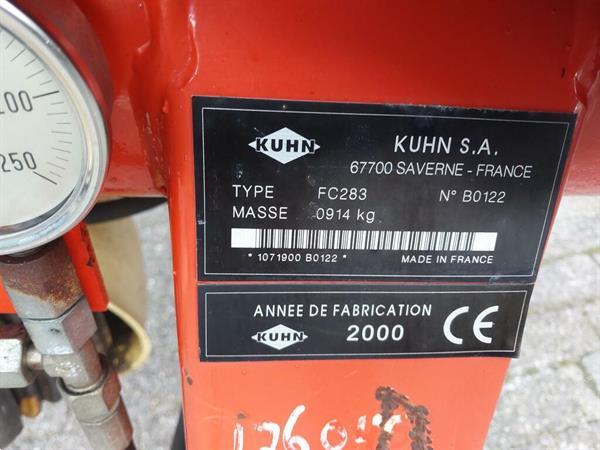 200
250
KUHN
KUHN S.A.
67700 SAVERNE - FRANCE
TYPE FC283 N° B0122
MASSE 0914 kg
* 1071900 B0122 * MADE IN FRANCE
ANNEE DE FABRICATION
KUHN 2000 CE